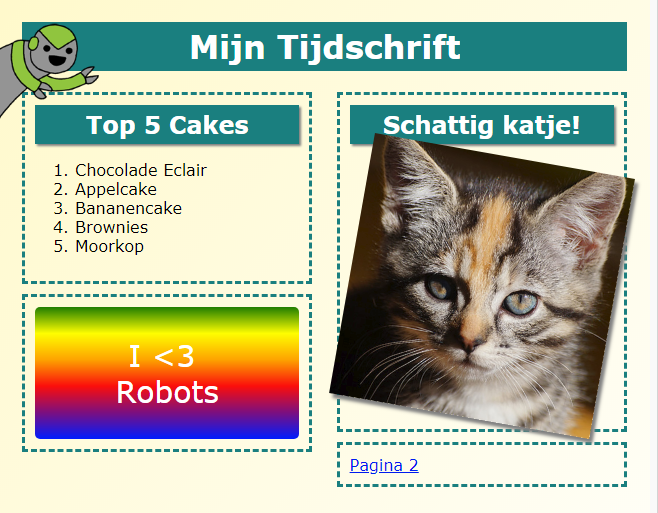 Mijn Tijdschrift
Top 5 Cakes
1. Chocolade Eclair
2. Appelcake
3. Bananencake
4. Brownies
5. Moorkop
I <3
Robots
Schattig katje!
Pagina 2